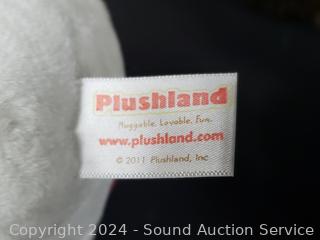 Plushland
Huggable, Lovable, Fun.
www.plushland.com
© 2011 Plushland, Inc
Copyright 2024 - Sound Auction Service